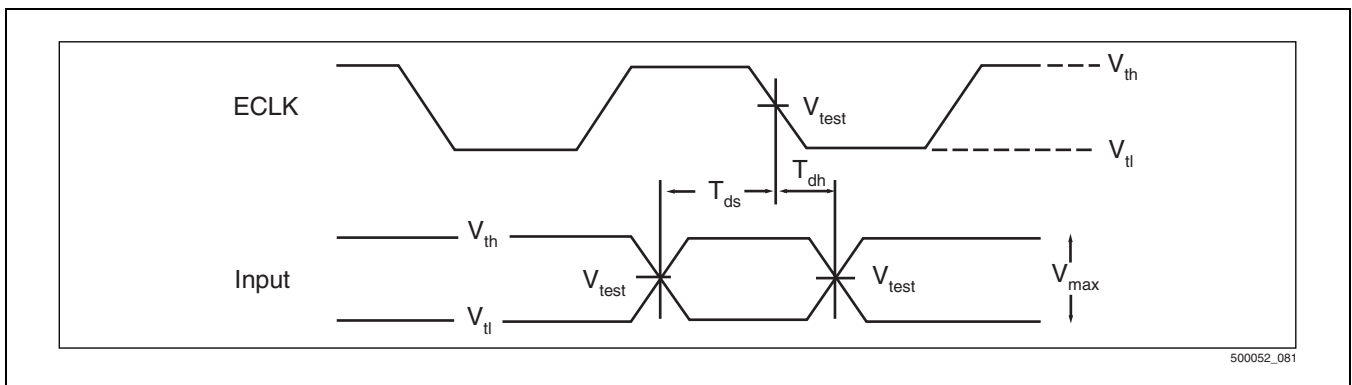 ECLK
V_th
V_test
V_tl
T_ds
T_dh
V_th
Input
V_test
V_test
V_max
V_tl
500052_081